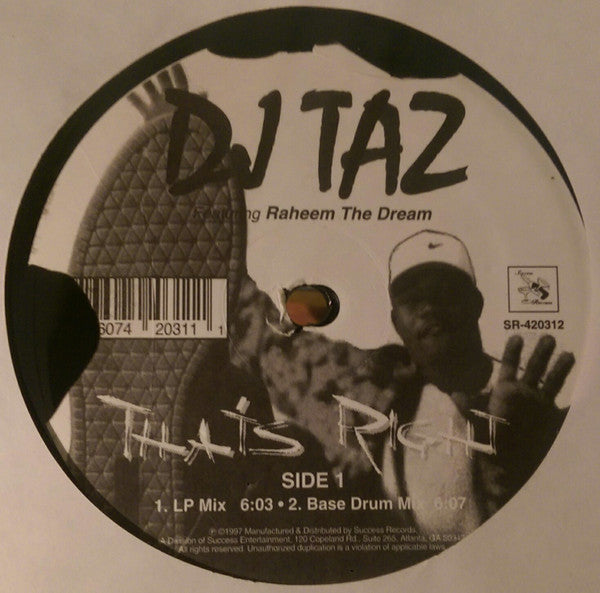 DJ TAZ
Featuring Raheem The Dream
6074 20311 1
SR-420312
THAT'S RIGHT
SIDE 1
1. LP Mix 6:03 • 2. Base Drum Mix 6:07
℗©1997 Manufactured & Distributed by Success Records,
A Division of Success Entertainment, 120 Copeland Rd., Suite 265, Atlanta, GA
All rights reserved. Unauthorized duplication is a violation of applicable laws.